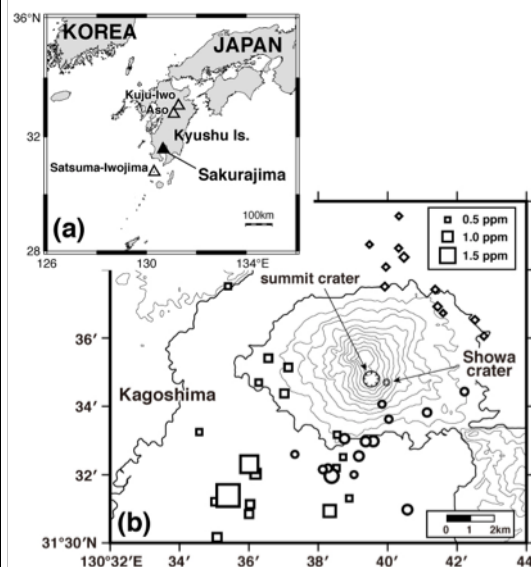 36°N
KOREA
JAPAN
Kuju-Iwo
Aso
Kyushu Is.
32
Satsuma-Iwojima
Sakurajima
(a)
100km
28
126
130
134°E
0.5 ppm
1.0 ppm
1.5 ppm
summit crater
36'
Showa
crater
Kagoshima
34'
32'
(b)
0 1 2km
31°30'N
130°32'E
34'
36'
38'
40'
42'
44